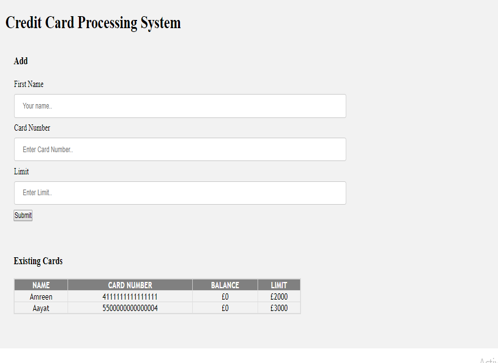 Credit Card Processing System
Add
First Name
Your name..
Card Number
Enter Card Number..
Limit
Enter Limit..
Submit
Existing Cards
NAME CARD NUMBER BALANCE LIMIT
Amreen 4111111111111111 £0 £2000
Aayat 5500000000000004 £0 £3000